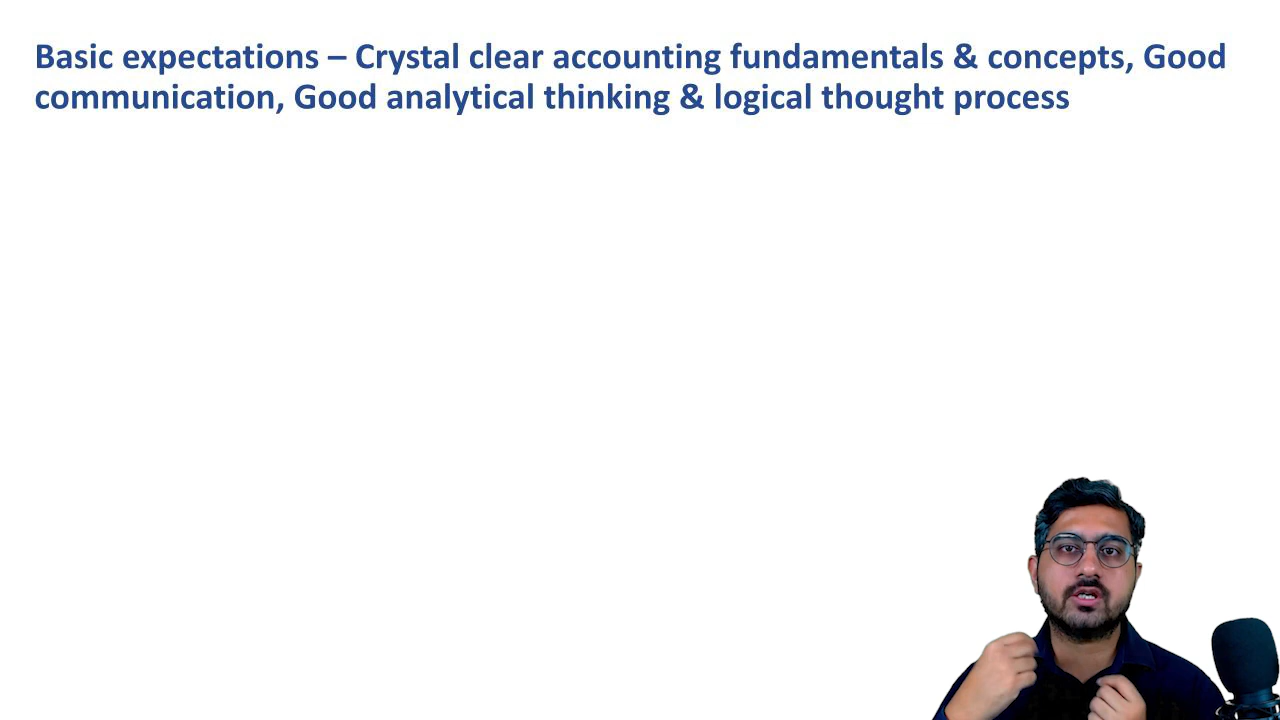 Basic expectations – Crystal clear accounting fundamentals & concepts, Good
communication, Good analytical thinking & logical thought process